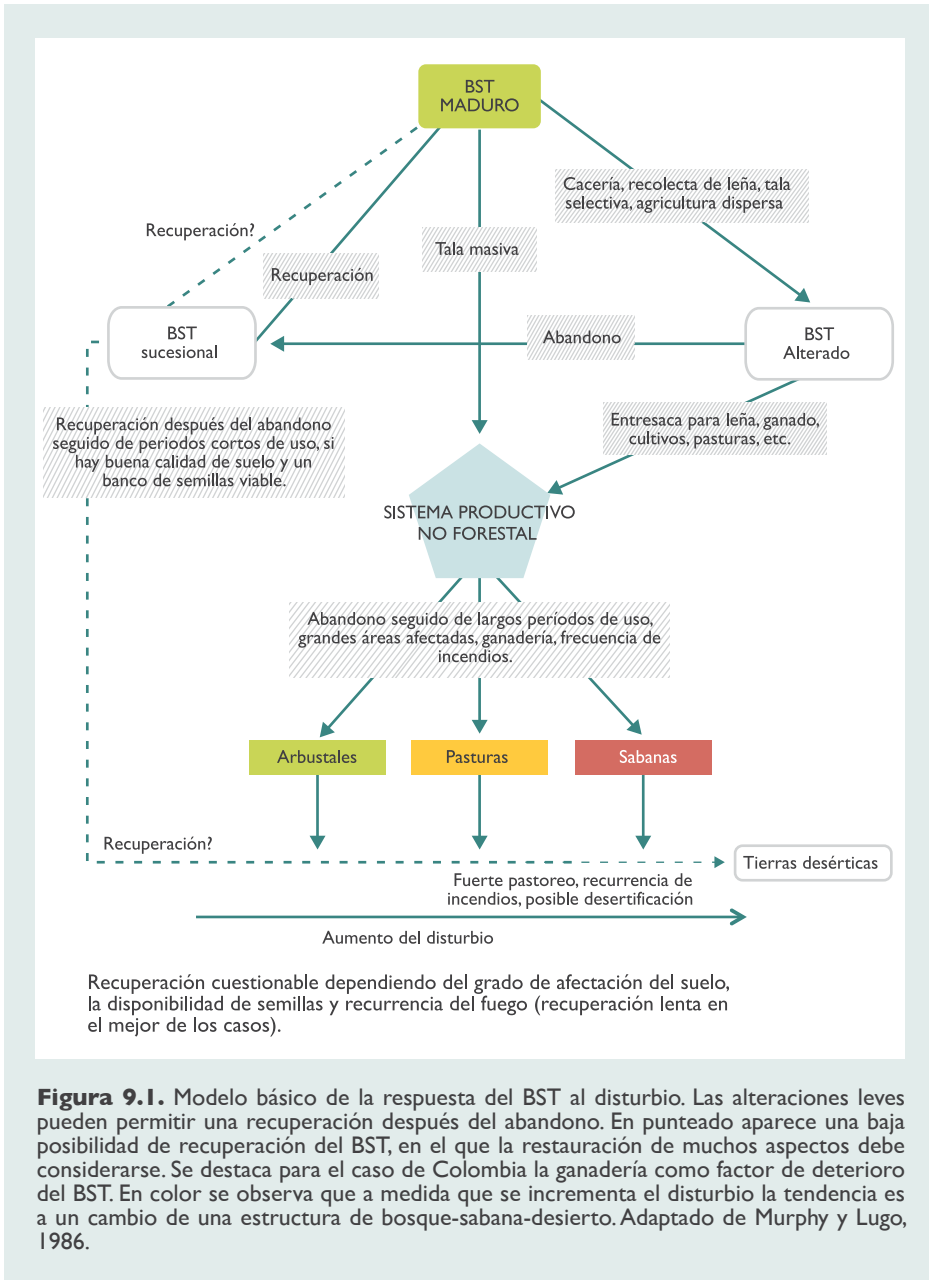 BST
MADURO
Cacería, recolecta de leña, tala
selectiva, agricultura dispersa
Recuperación?
Tala masiva
Recuperación
BST
sucesional
Abandono
BST
Alterado
Recuperación después del abandono
seguido de periodos cortos de uso, si
hay buena calidad de suelo y un
banco de semillas viable.
Entresaca para leña, ganado,
cultivos, pasturas, etc.
SISTEMA PRODUCTIVO
NO FORESTAL
Abandono seguido de largos períodos de uso,
grandes áreas afectadas, ganadería, frecuencia de
incendios.
Arbustales
Pasturas
Sabanas
Recuperación?
Tierras desérticas
Fuerte pastoreo, recurrencia de
incendios, posible desertificación
Aumento del disturbio
Recuperación cuestionable dependiendo del grado de afectación del suelo,
la disponibilidad de semillas y recurrencia del fuego (recuperación lenta en
el mejor de los casos).
Figura 9.1. Modelo básico de la respuesta del BST al disturbio. Las alteraciones leves
pueden permitir una recuperación después del abandono. En punteado aparece una baja
posibilidad de recuperación del BST, en el que la restauración de muchos aspectos debe
considerarse. Se destaca para el caso de Colombia la ganadería como factor de deterioro
del BST. En color se observa que a medida que se incrementa el disturbio la tendencia es
a un cambio de una estructura de bosque-sabana-desierto. Adaptado de Murphy y Lugo,
1986.